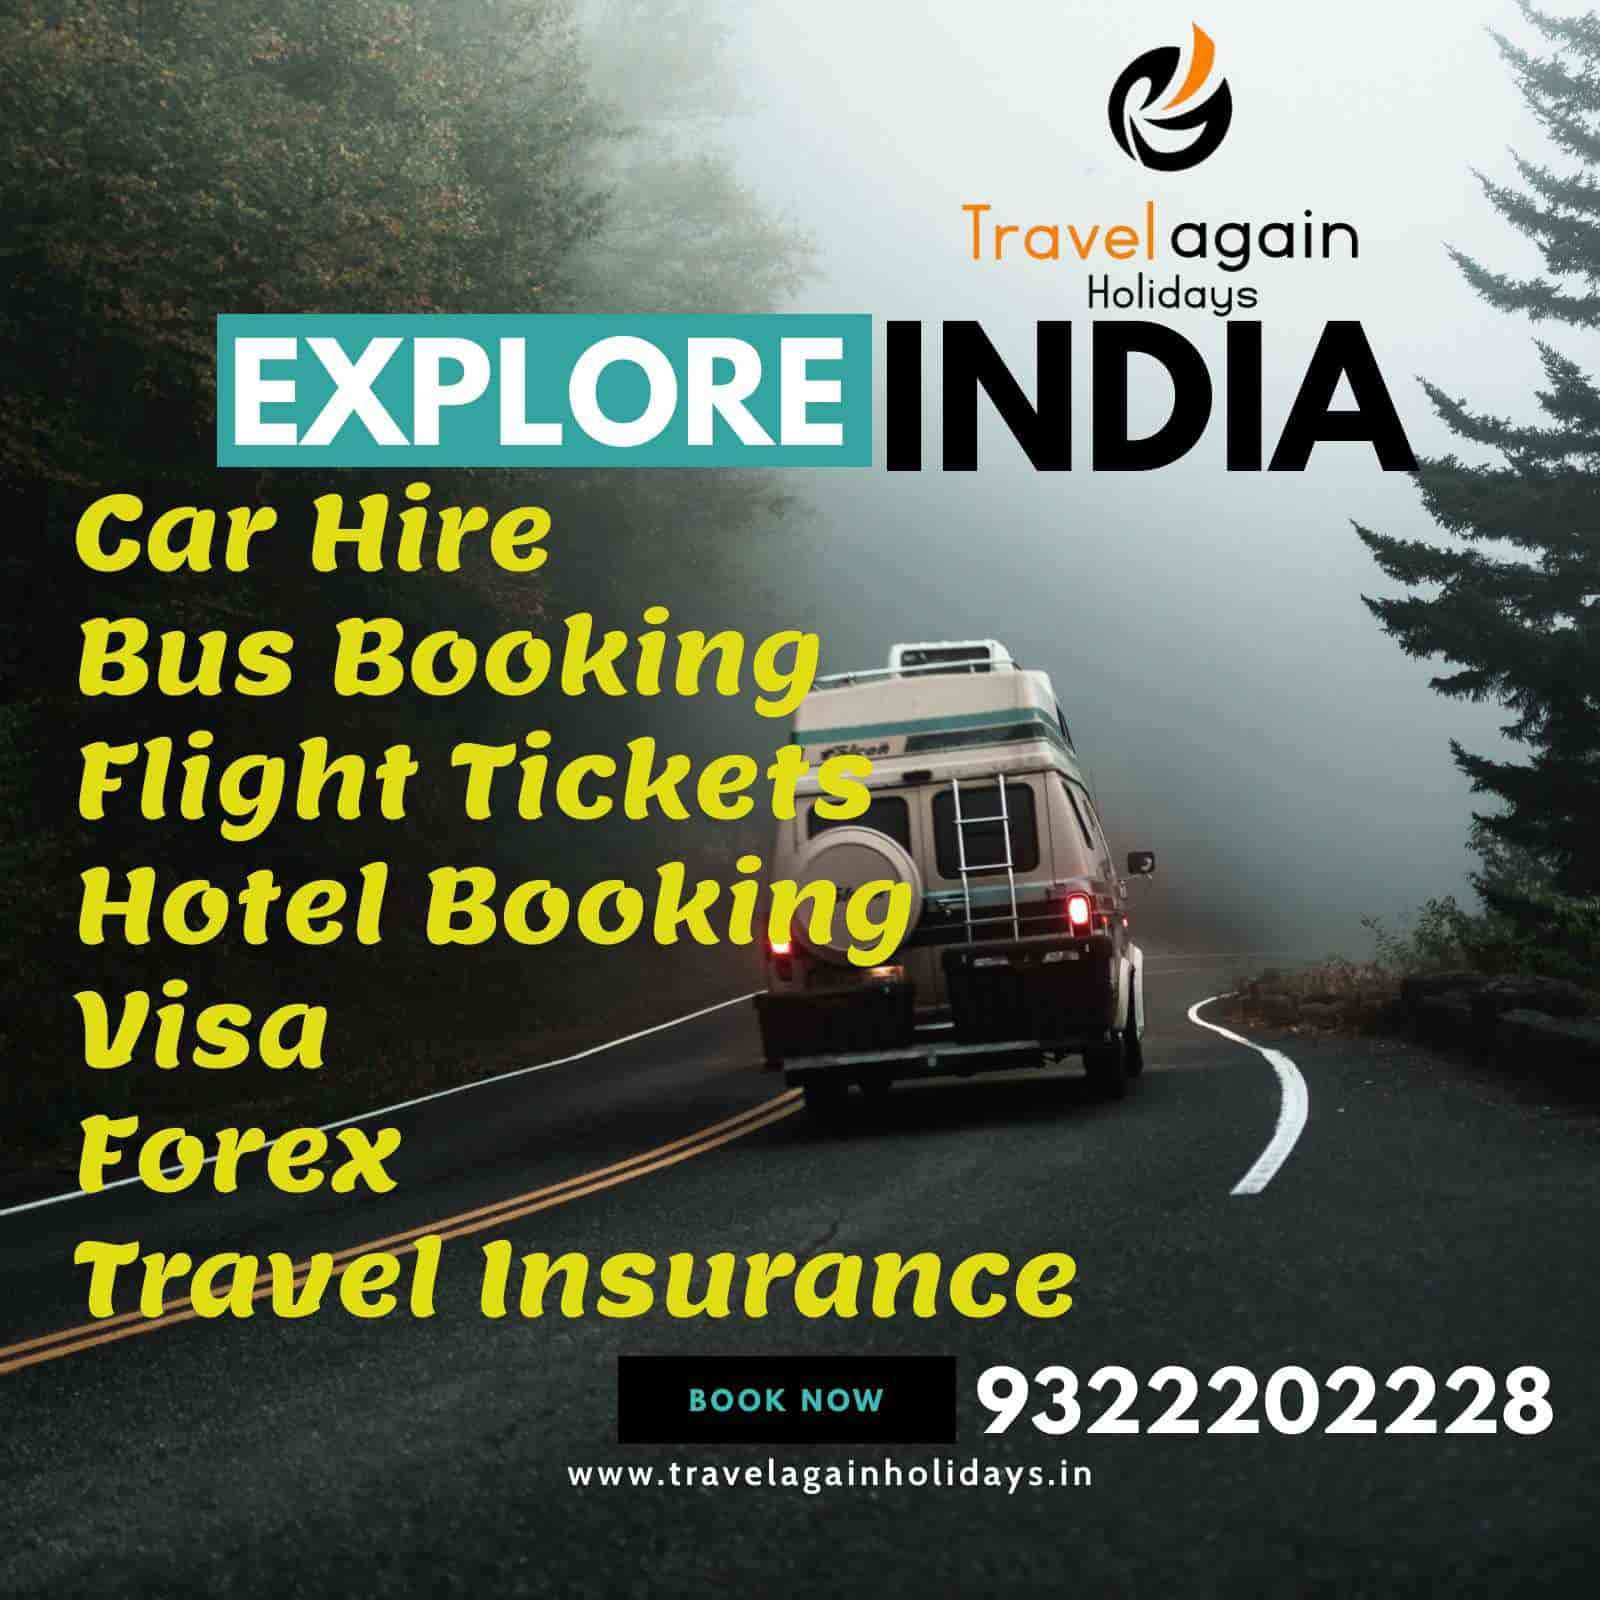 Travel again
Holidays
EXPLORE INDIA
Car Hire
Bus Booking
Flight Tickets
Hotel Booking
Visa
Forex
Travel Insurance
BOOK NOW 9322202228
www.travelagainholidays.in